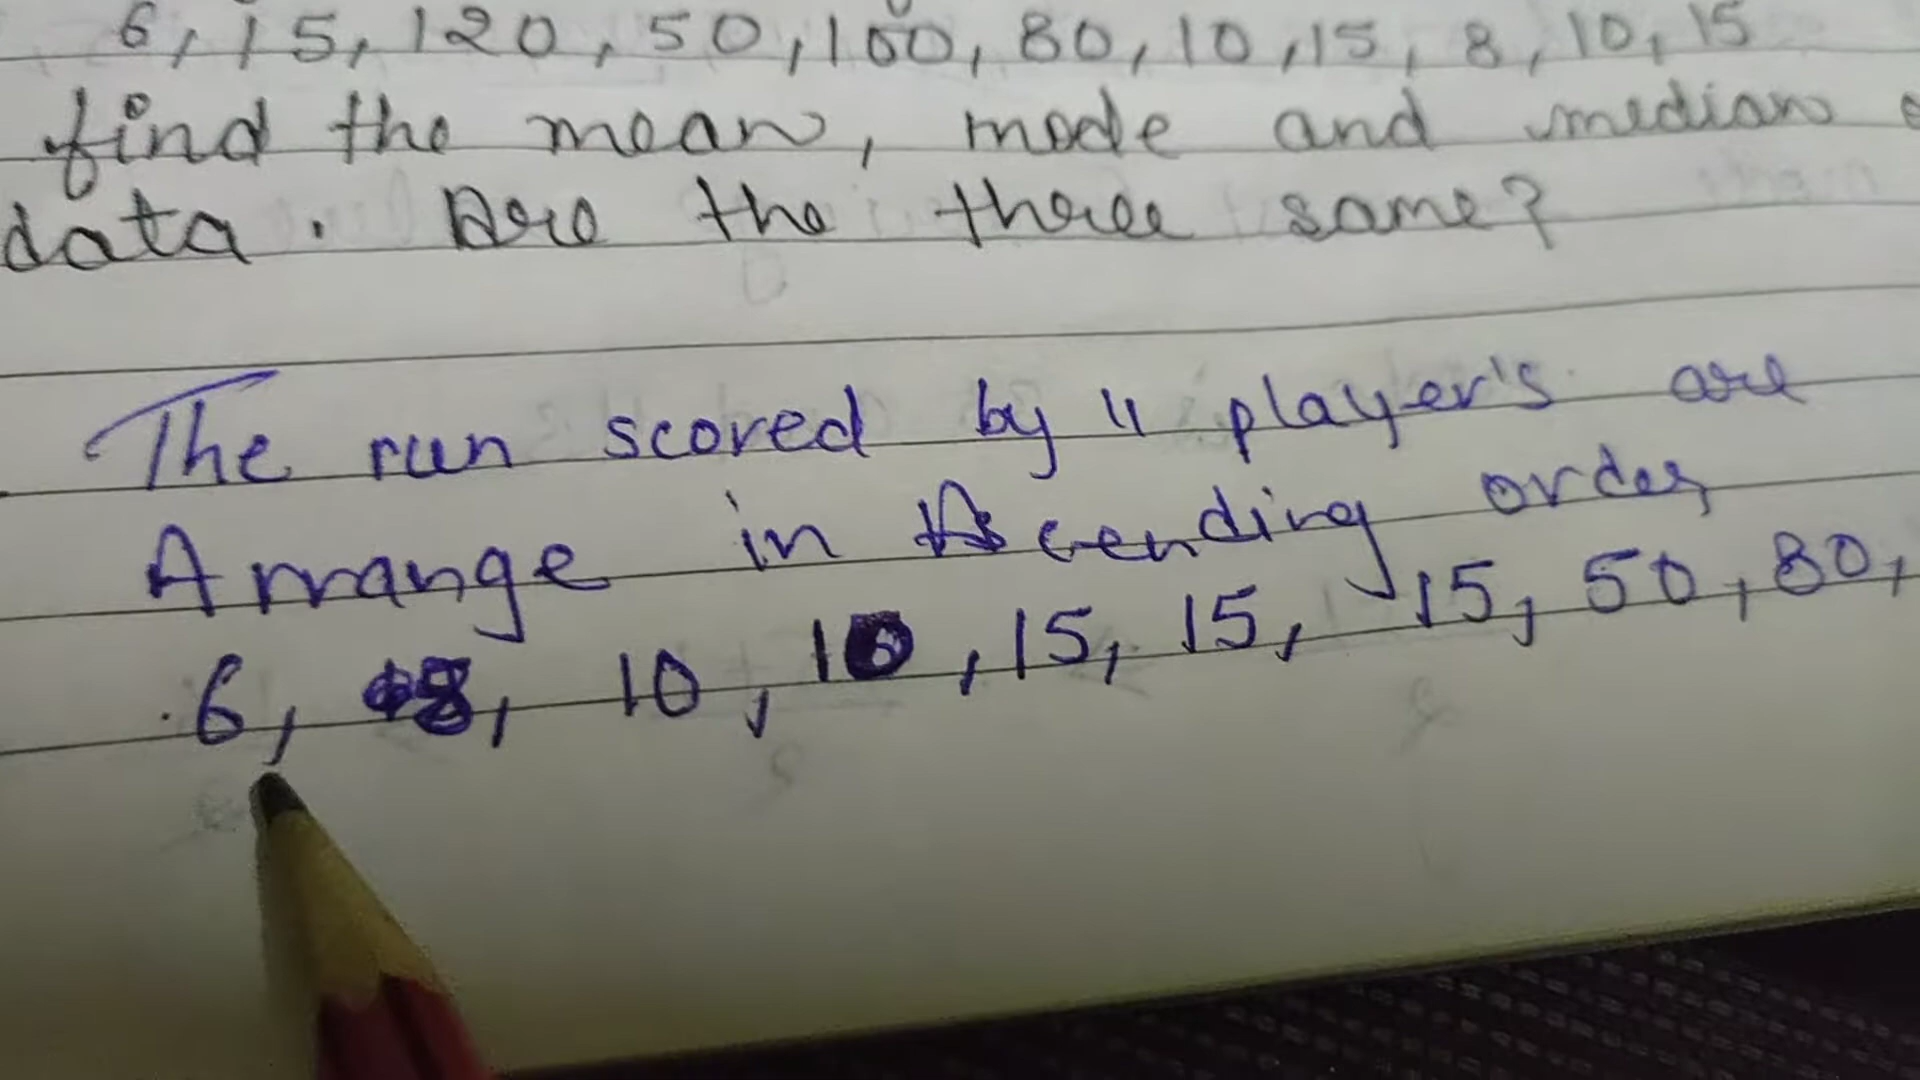 6, 15, 120, 50, 100, 80, 10, 15, 8, 10, 15
find the mean, mode and median
data. Are the three same?
The run scored by 11 player's are
Arrange in Ascending order
6, 8, 10, 10, 15, 15, 15, 50, 80,